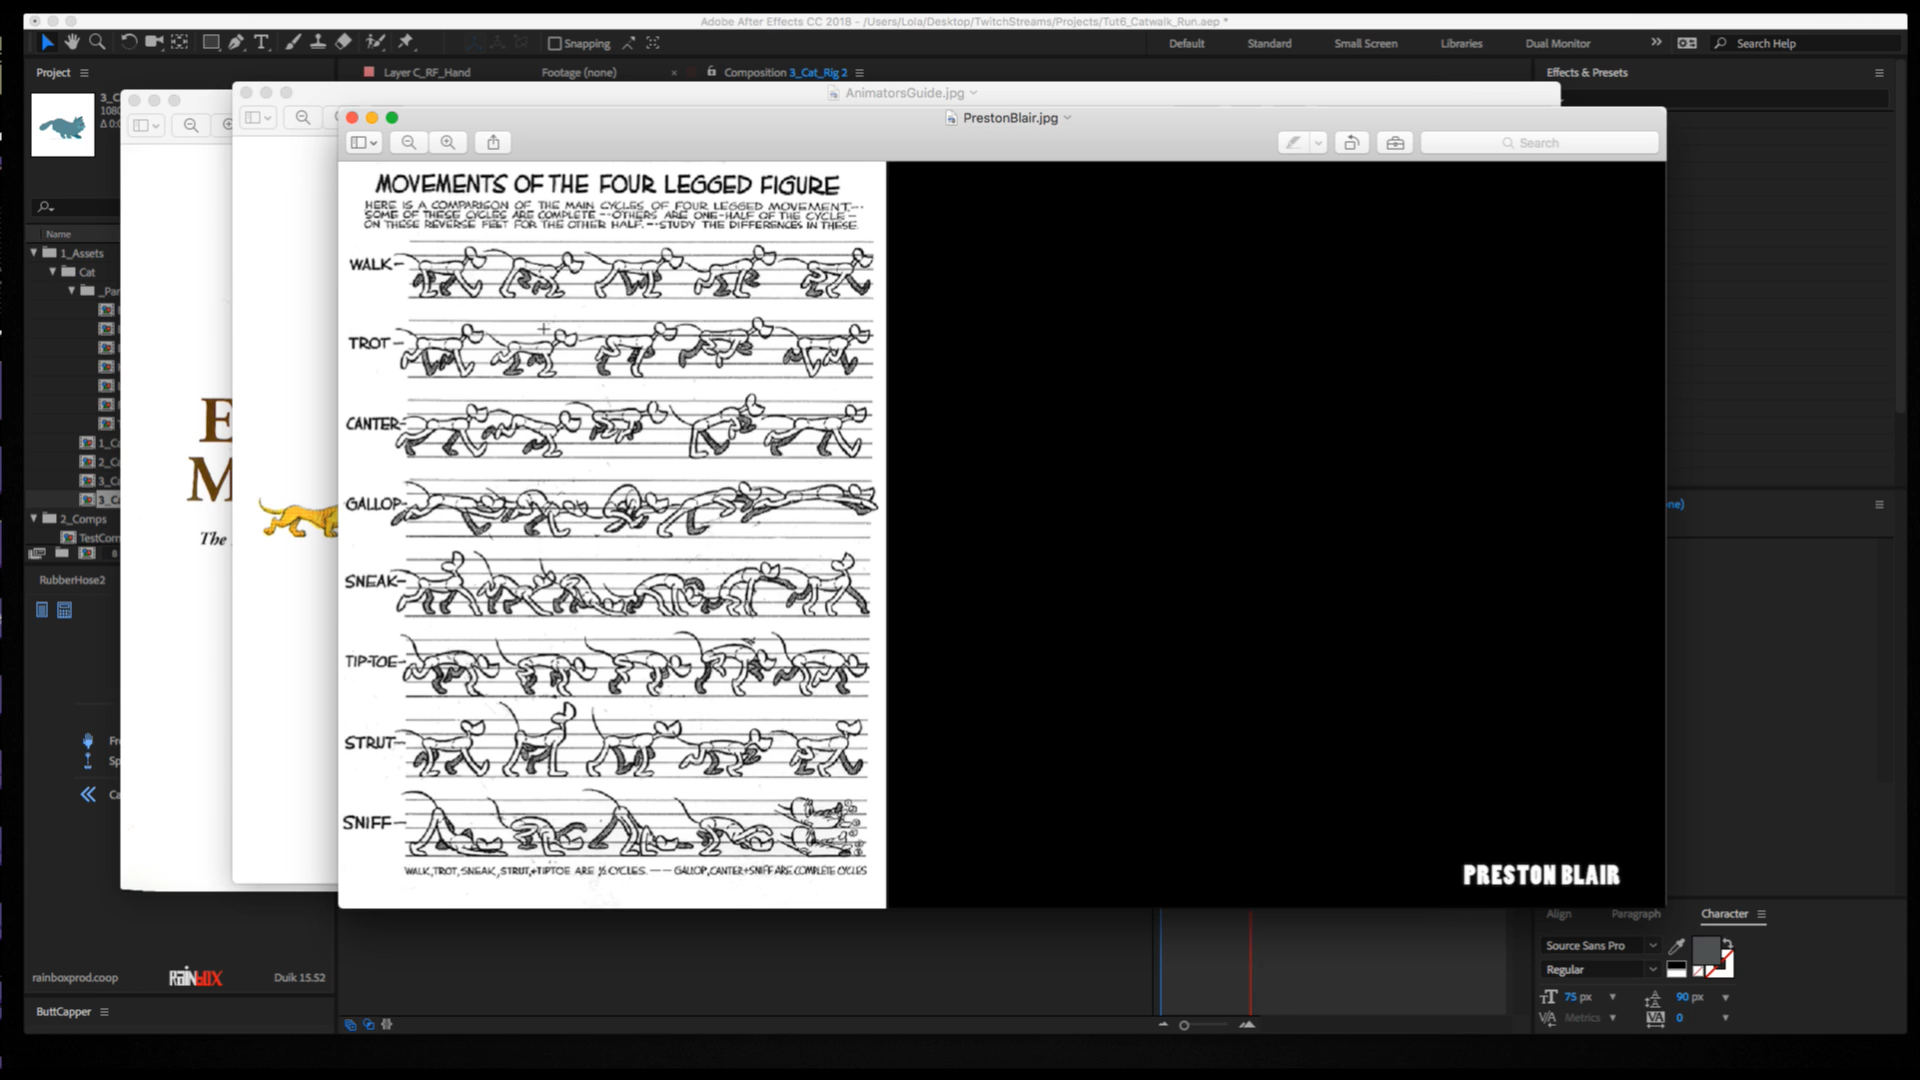 Adobe After Effects CC 2018 - /Users/Lola/Desktop/TwitchStreams/Projects/Tut6_Catwalk_Run.aep *
Snapping
Default
Standard
Small Screen
Libraries
Dual Monitor
Search Help
Project
Layer C_RF_Hand
Footage (none)
Composition 3_Cat_Rig 2
Effects & Presets
AnimatorsGuide.jpg
PrestonBlair.jpg
Search
Name
1_Assets
Cat
2_Comps
RubberHose2
The
MOVEMENTS OF THE FOUR LEGGED FIGURE
HERE IS A COMPARISON OF THE MAIN CYCLES OF FOUR LEGGED MOVEMENT---
SOME OF THESE CYCLES ARE COMPLETE --OTHERS ARE ONE-HALF OF THE CYCLE-
ON THESE REVERSE FEET FOR THE OTHER HALF.--STUDY THE DIFFERENCES IN THESE.
WALK-
TROT-
CANTER-
GALLOP-
SNEAK-
TIP-TOE-
STRUT-
SNIFF-
WALK, TROT, SNEAK, STRUT,+TIPTOE ARE ½ CYCLES. -- GALLOP, CANTER+SNIFF ARE COMPLETE CYCLES
PRESTON BLAIR
rainboxprod.coop
RAINBOX
Duik 15.52
ButtCapper
Align
Paragraph
Character
Source Sans Pro
Regular
75 px
90 px
Metrics
0